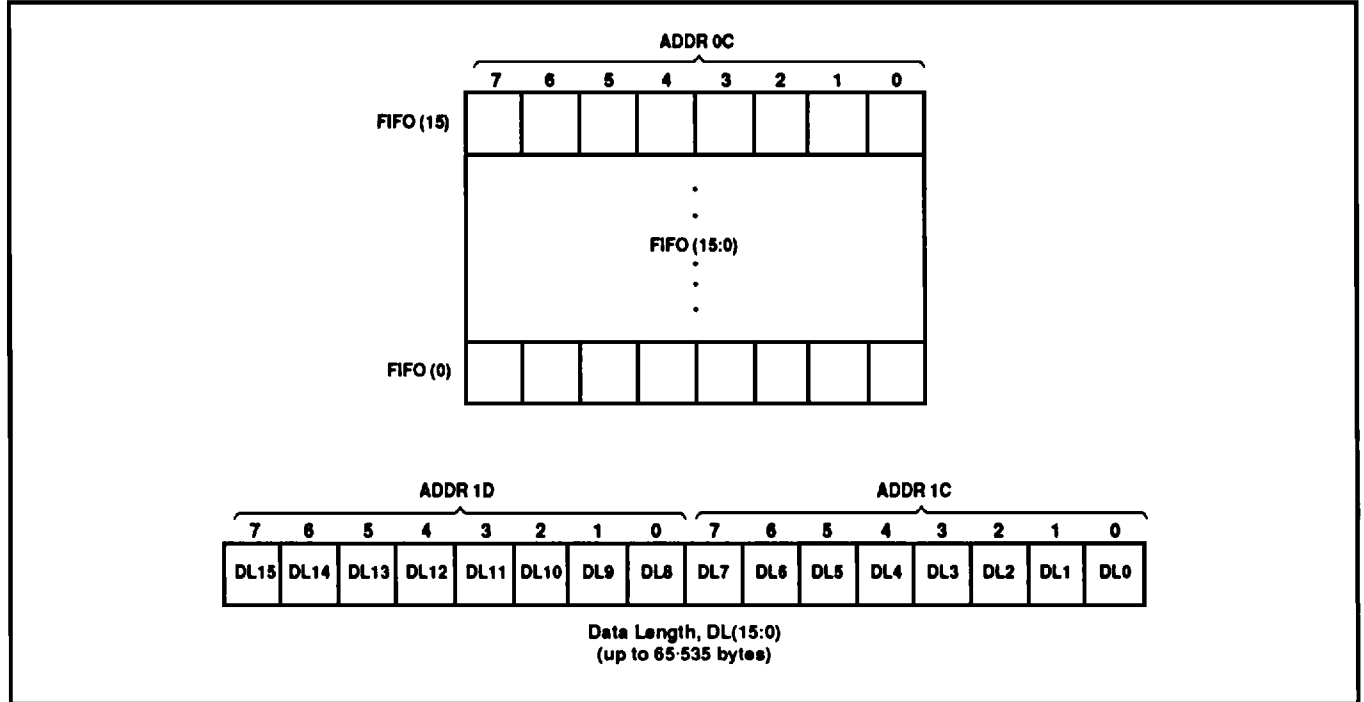 ADDR 0C
7 6 5 4 3 2 1 0
FIFO (15)
FIFO (15:0)
FIFO (0)
ADDR 1D ADDR 1C
7 6 5 4 3 2 1 0 7 6 5 4 3 2 1 0
DL15 DL14 DL13 DL12 DL11 DL10 DL9 DL8 DL7 DL6 DL5 DL4 DL3 DL2 DL1 DL0
Data Length, DL(15:0)
(up to 65·535 bytes)